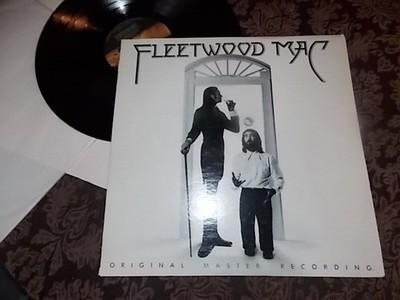 FLEETWOOD MAC
ORIGINAL MASTER RECORDING